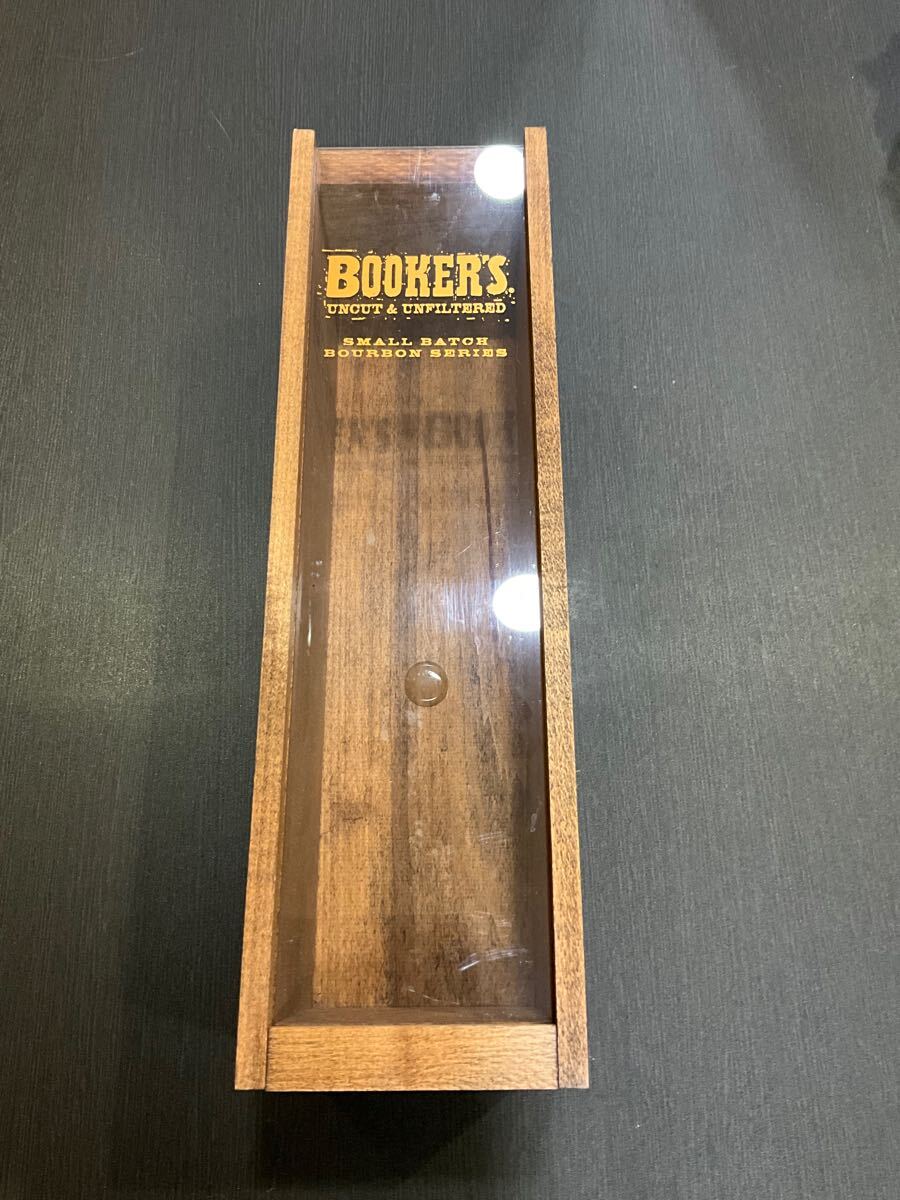 BOOKER'S.
UNCUT & UNFILTERED
SMALL BATCH
BOURBON SERIES